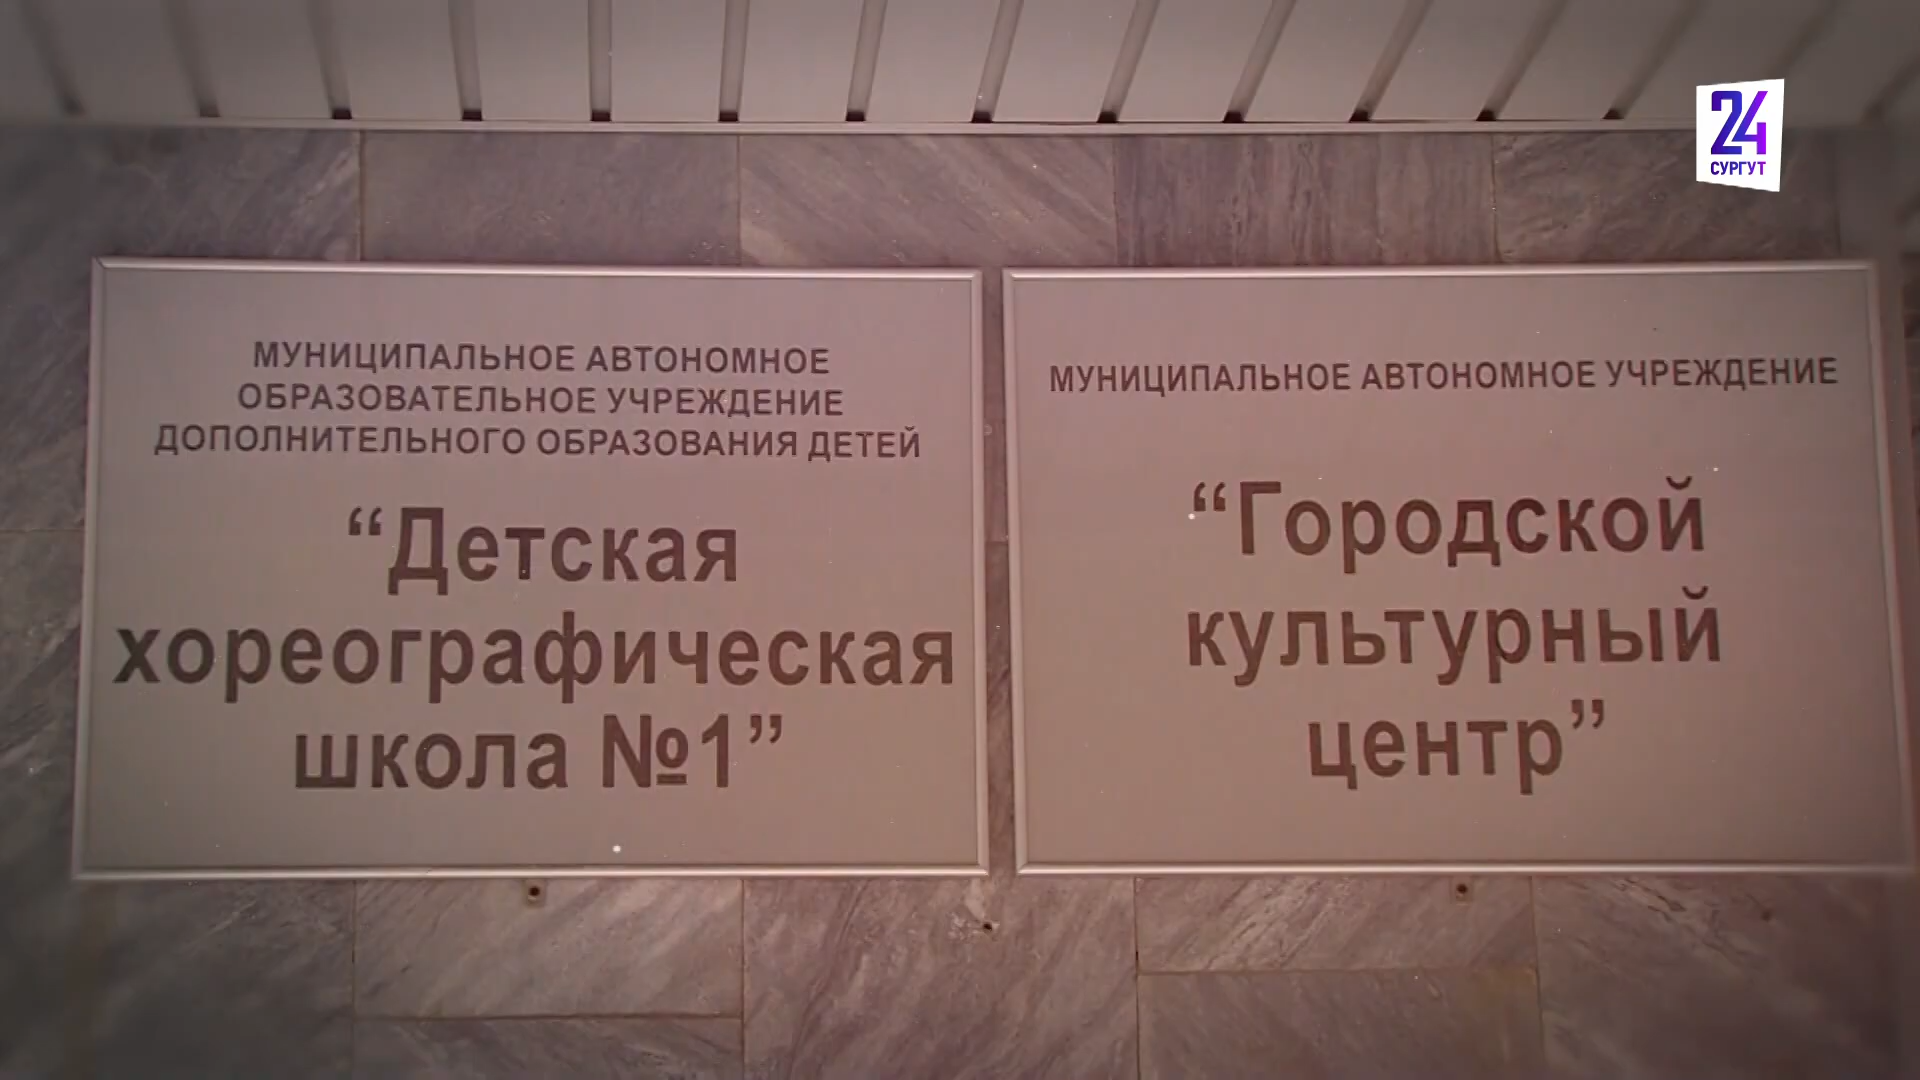 24
СУРГУТ
МУНИЦИПАЛЬНОЕ АВТОНОМНОЕ
ОБРАЗОВАТЕЛЬНОЕ УЧРЕЖДЕНИЕ
ДОПОЛНИТЕЛЬНОГО ОБРАЗОВАНИЯ ДЕТЕЙ
“Детская
хореографическая
школа №1”
МУНИЦИПАЛЬНОЕ АВТОНОМНОЕ УЧРЕЖДЕНИЕ
“Городской
культурный
центр”